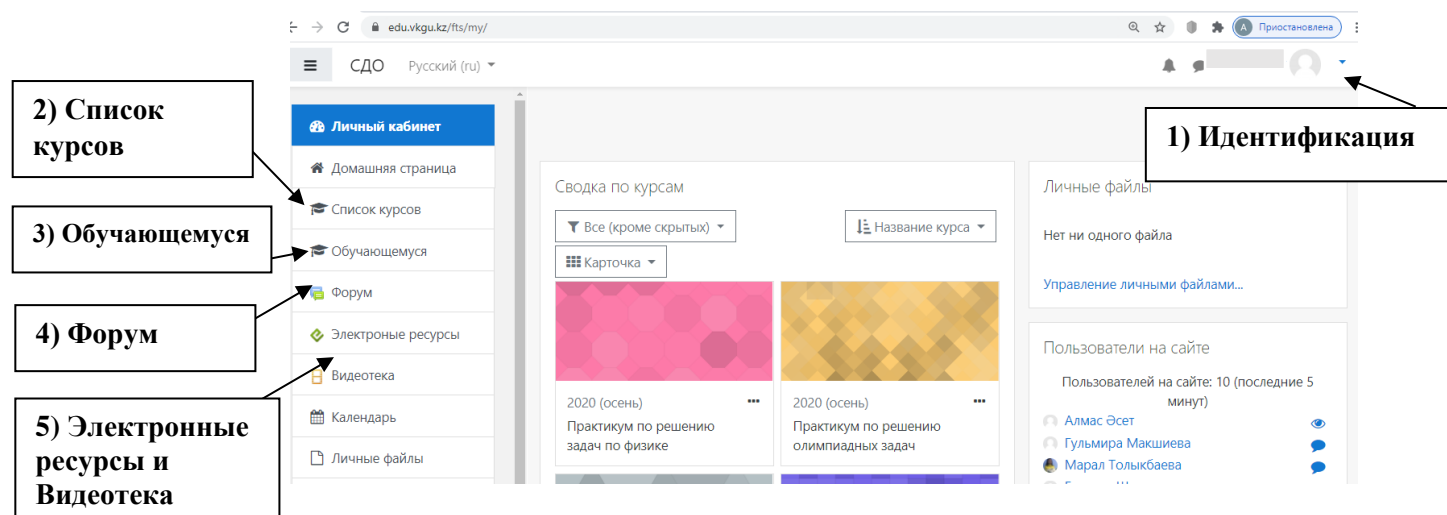 edu.vkgu.kz/fts/my/
А
Приостановлена
СДО Русский (ru)
2) Список
курсов
1) Идентификация
3) Обучающемуся
4) Форум
5) Электронные
ресурсы и
Видеотека
Личный кабинет
Домашняя страница
Список курсов
Обучающемуся
Форум
Электроные ресурсы
Видеотека
Календарь
Личные файлы
Сводка по курсам
Все (кроме скрытых)
Название курса
Карточка
2020 (осень)
Практикум по решению
задач по физике
2020 (осень)
Практикум по решению
олимпиадных задач
Личные файлы
Нет ни одного файла
Управление личными файлами...
Пользователи на сайте
Пользователей на сайте: 10 (последние 5
минут)
Алмас Әсет
Гульмира Макшиева
Марал Толыкбаева